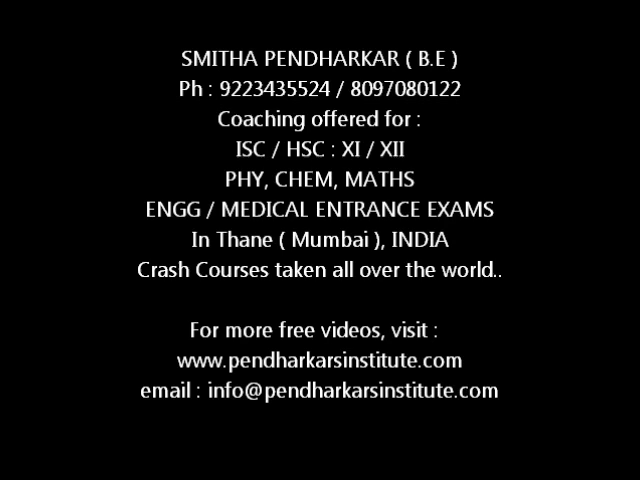 SMITHA PENDHARKAR ( B.E )
Ph : 9223435524 / 8097080122
Coaching offered for :
ISC / HSC : XI / XII
PHY, CHEM, MATHS
ENGG / MEDICAL ENTRANCE EXAMS
In Thane ( Mumbai ), INDIA
Crash Courses taken all over the world..
For more free videos, visit :
www.pendharkarsinstitute.com
email : info@pendharkarsinstitute.com